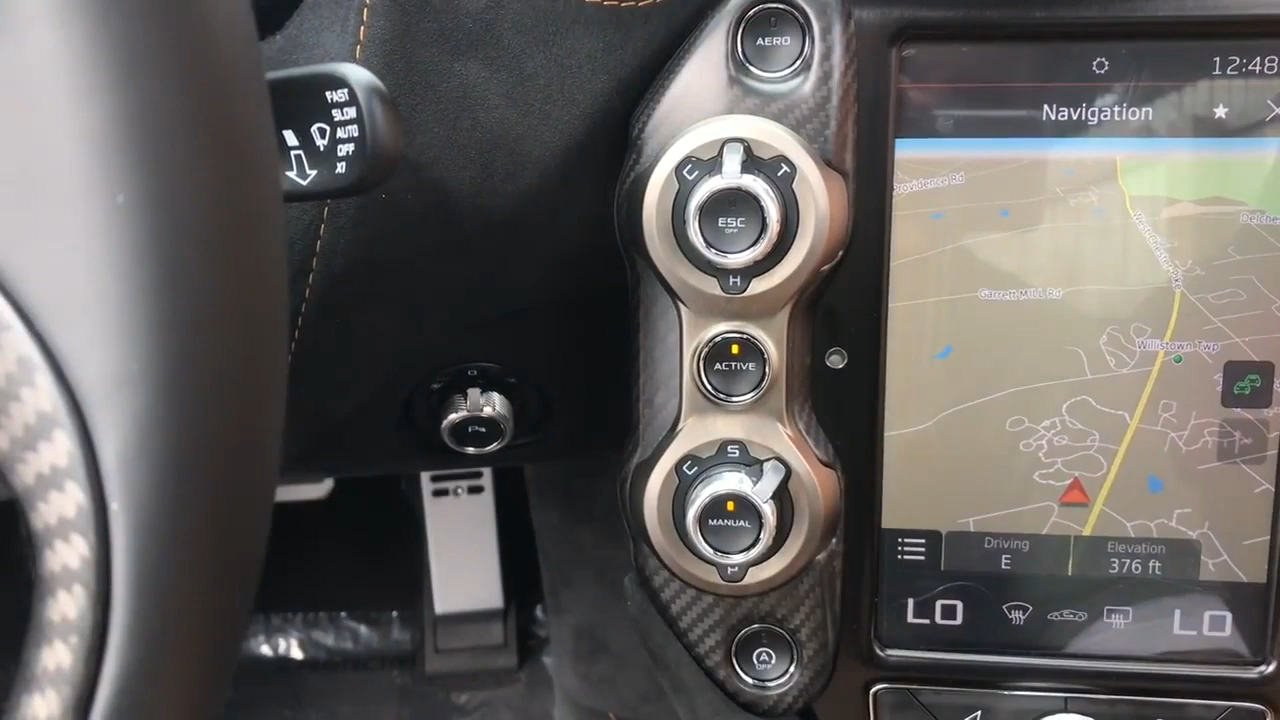 FAST
SLOW
AUTO
OFF
X1
AERO
C
T
ESC
OFF
H
ACTIVE
S
C
MANUAL
A
OFF
12:48
Navigation
Providence Rd
West Chester Pike
Garrett Mill Rd
Willistown Twp
Driving
E
Elevation
376 ft
LO
LO